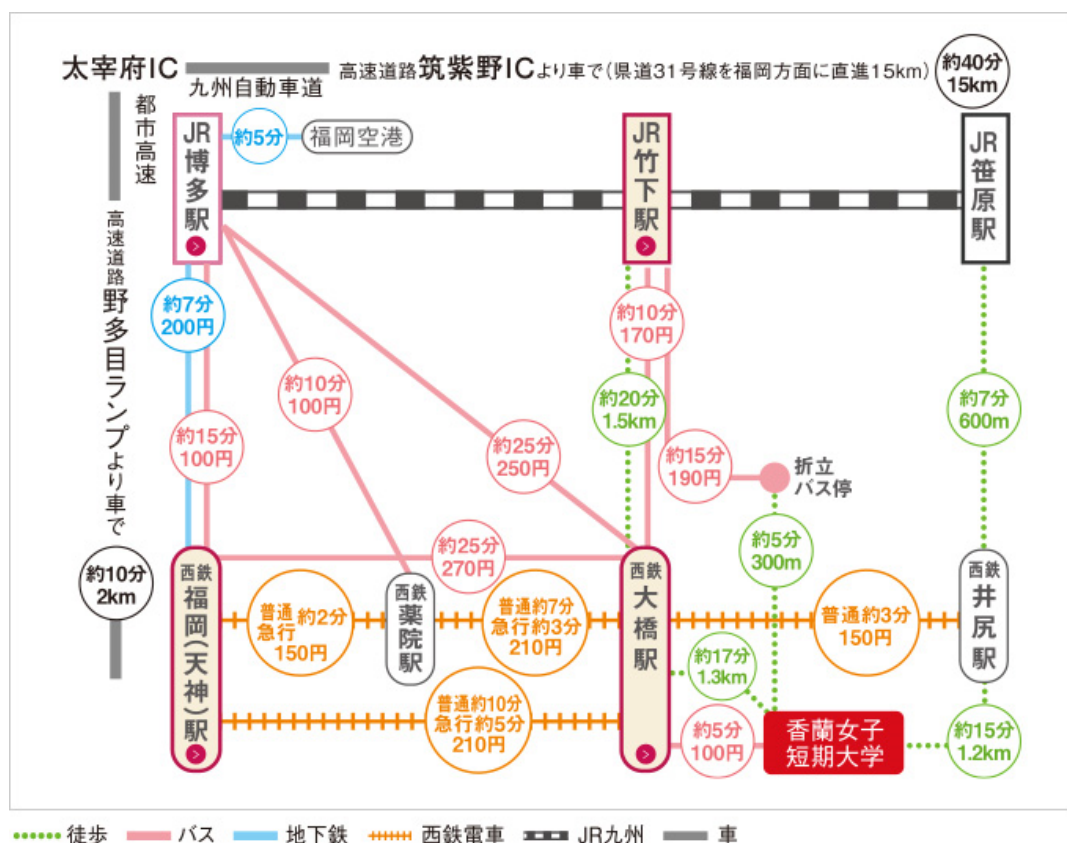 太宰府IC
九州自動車道
高速道路筑紫野ICより車で(県道31号線を福岡方面に直進15km)
約40分
15km
都市高速
高速道路野多目ランプより車で
約10分
2km
JR博多駅
約5分
福岡空港
JR竹下駅
JR笹原駅
約7分
200円
約15分
100円
約10分
100円
約25分
250円
約10分
170円
約20分
1.5km
約15分
190円
折立
バス停
約7分
600m
約5分
300m
約25分
270円
西鉄
福岡(天神)駅
普通
急行
約2分
150円
西鉄
薬院駅
普通約7分
急行約3分
210円
西鉄
大橋駅
普通約3分
150円
西鉄
井尻駅
普通約10分
急行約5分
210円
約17分
1.3km
約5分
100円
香蘭女子
短期大学
約15分
1.2km
徒歩 バス 地下鉄 西鉄電車 JR九州 車